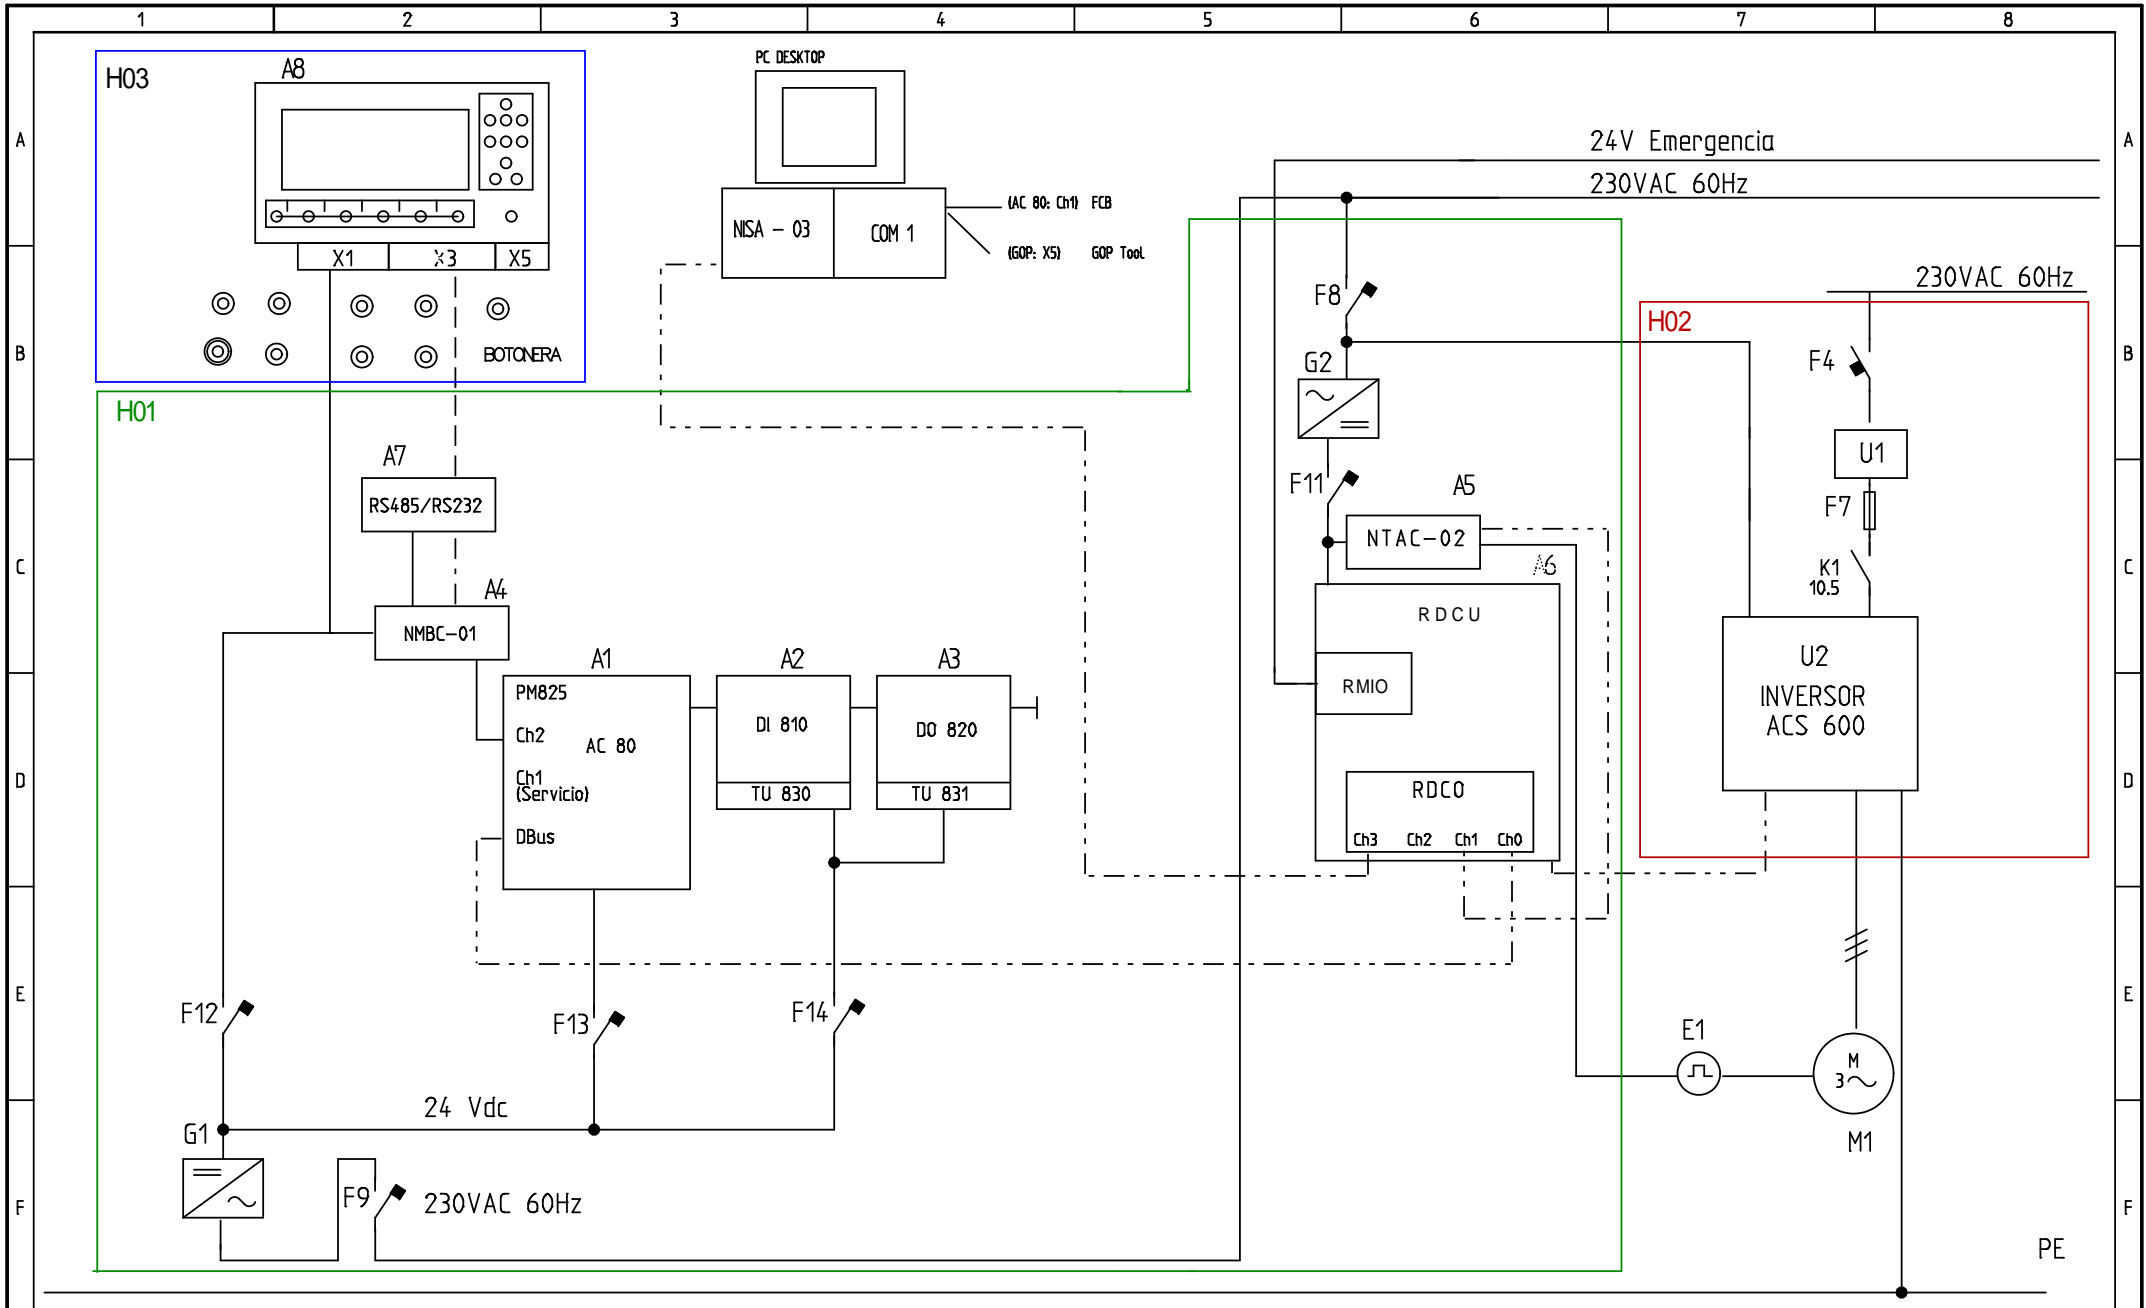 1 2 3 4 5 6 7 8
PC DESKTOP
H03
A8
A
A
24V Emergencia
230VAC 60Hz
(AC 80: Ch1) FCB
NISA - 03
COM 1
(GOP: X5) GOP Tool
X1
X3
X5
230VAC 60Hz
F8
H02
B
BOTONERA
B
G2
F4
H01
A7
U1
F11
A5
RS485/RS232
F7
NTAC-02
C
A6
K1
C
10.5
A4
RDCU
NMBC-01
A1
A2
A3
U2
PM825
RMIO
INVERSOR
DI 810
DO 820
ACS 600
Ch2
AC 80
D
Ch1
D
(Servicio)
TU 830
TU 831
RDCO
DBus
Ch3
Ch2
Ch1
Ch0
E
E
F12
F13
F14
E1
M
3
24 Vdc
G1
M1
F9
230VAC 60Hz
F
F
PE